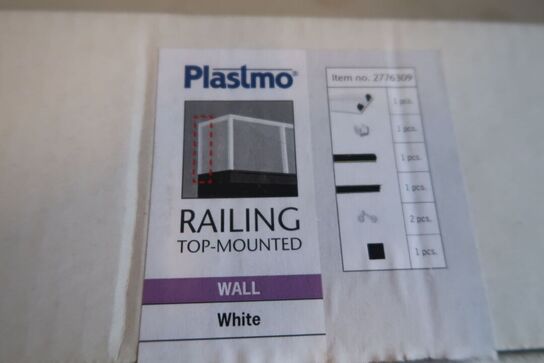 Plastmo®
RAILING
TOP-MOUNTED
WALL
White
Item no. 2776309
1 pcs.
2 pcs.
1 pcs.
1 pcs.
2 pcs.
1 pcs.